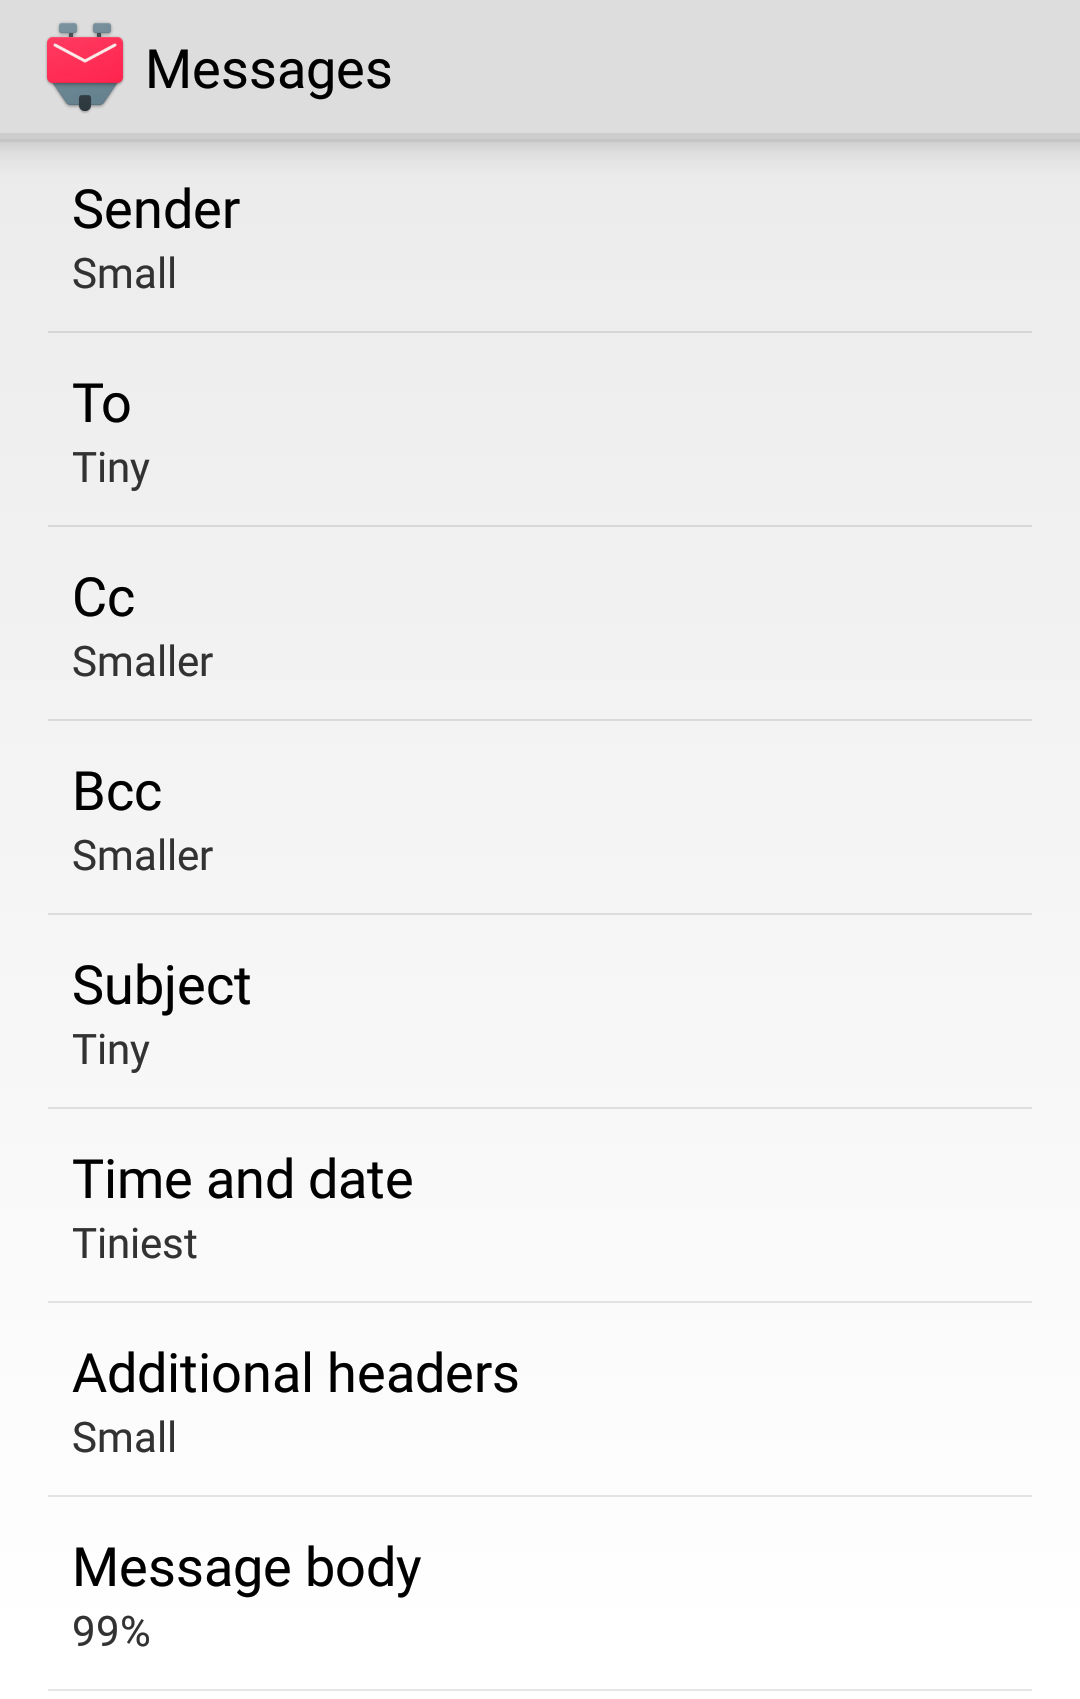 Messages
Sender
Small
To
Tiny
Cc
Smaller
Bcc
Smaller
Subject
Tiny
Time and date
Tiniest
Additional headers
Small
Message body
99%